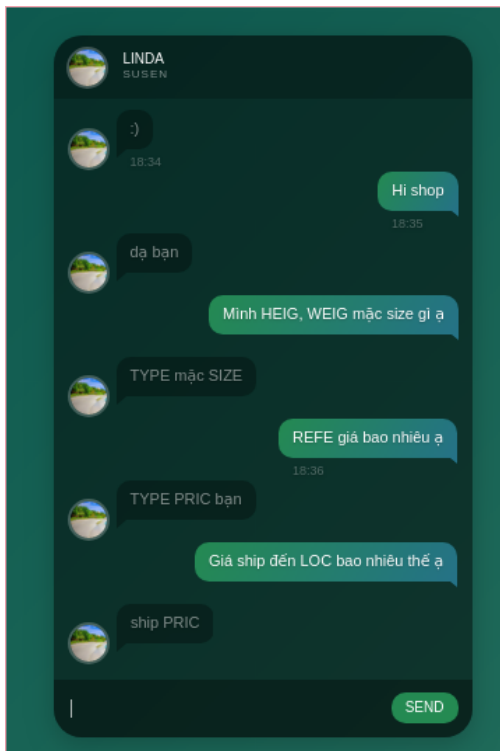 LINDA
SUSEN
:)
18:34
Hi shop
18:35
dạ bạn
Mình HEIG, WEIG mặc size gì ạ
TYPE mặc SIZE
REFE giá bao nhiêu ạ
18:36
TYPE PRIC bạn
Giá ship đến LOC bao nhiêu thế ạ
ship PRIC
SEND